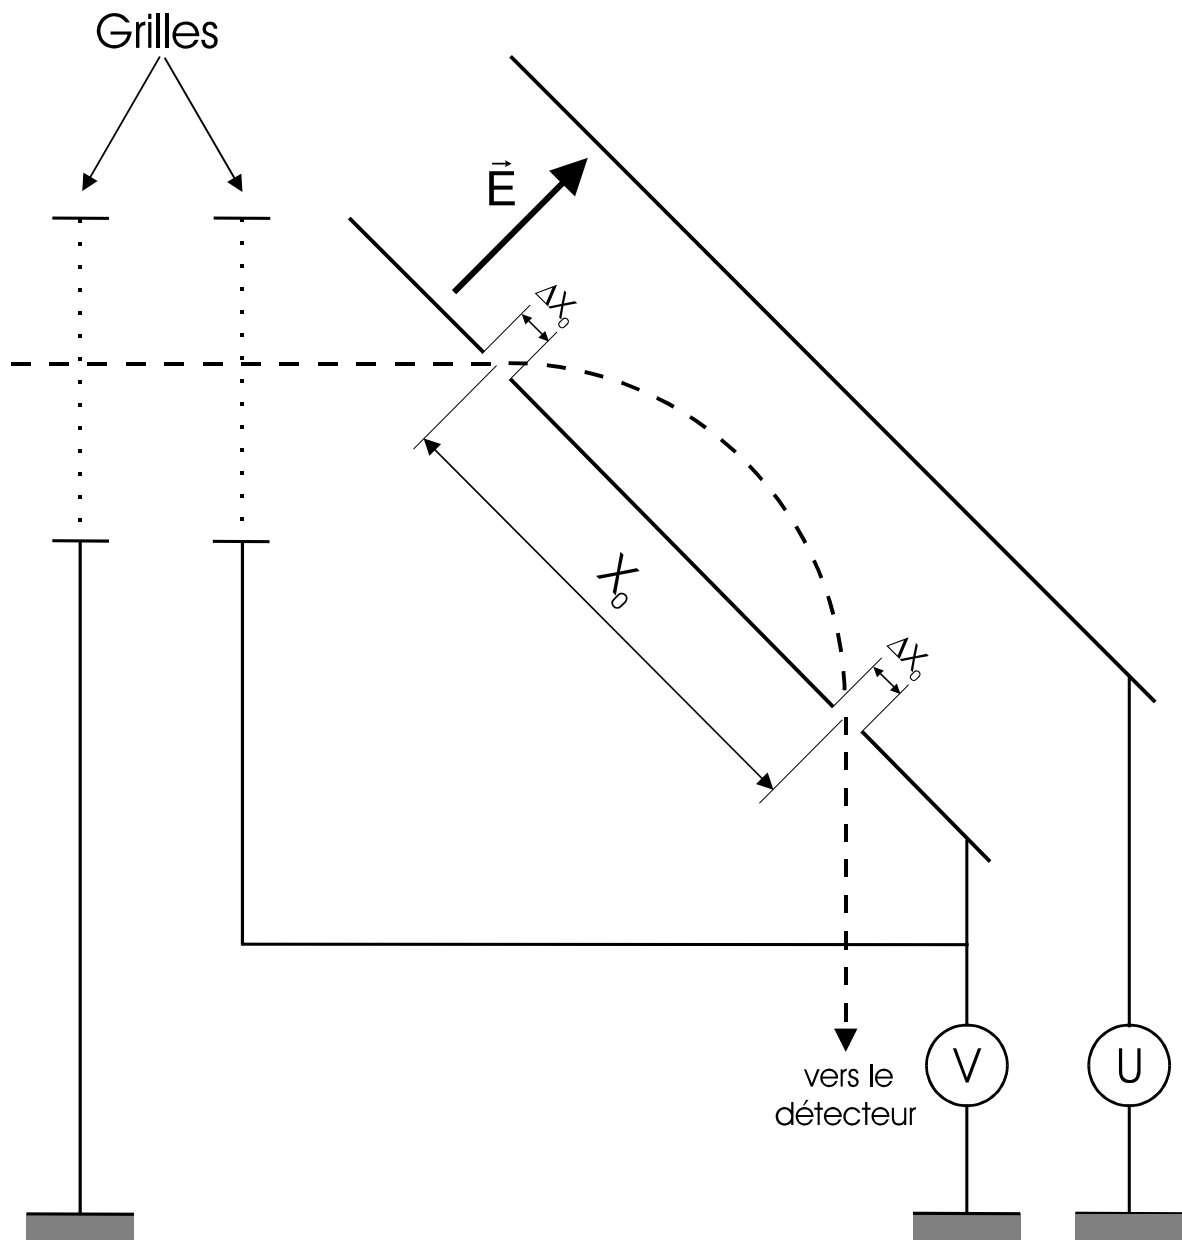 Grilles
E⃗
ΔX₀
X₀
ΔX₀
V
U
vers le
détecteur